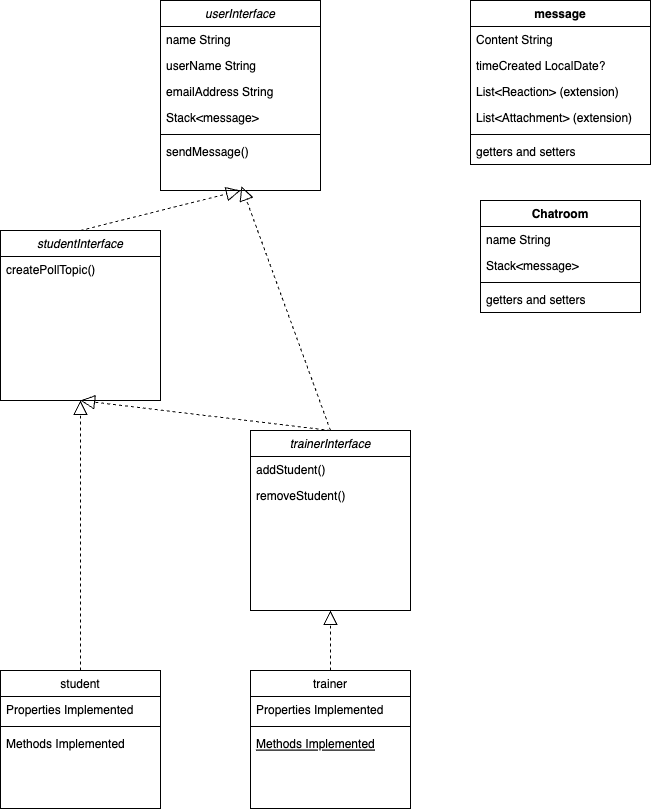 userInterface
name String
userName String
emailAddress String
Stack<message>
sendMessage()
message
Content String
timeCreated LocalDate?
List<Reaction> (extension)
List<Attachment> (extension)
getters and setters
Chatroom
name String
Stack<message>
getters and setters
studentInterface
createPollTopic()
trainerInterface
addStudent()
removeStudent()
student
Properties Implemented
Methods Implemented
trainer
Properties Implemented
Methods Implemented